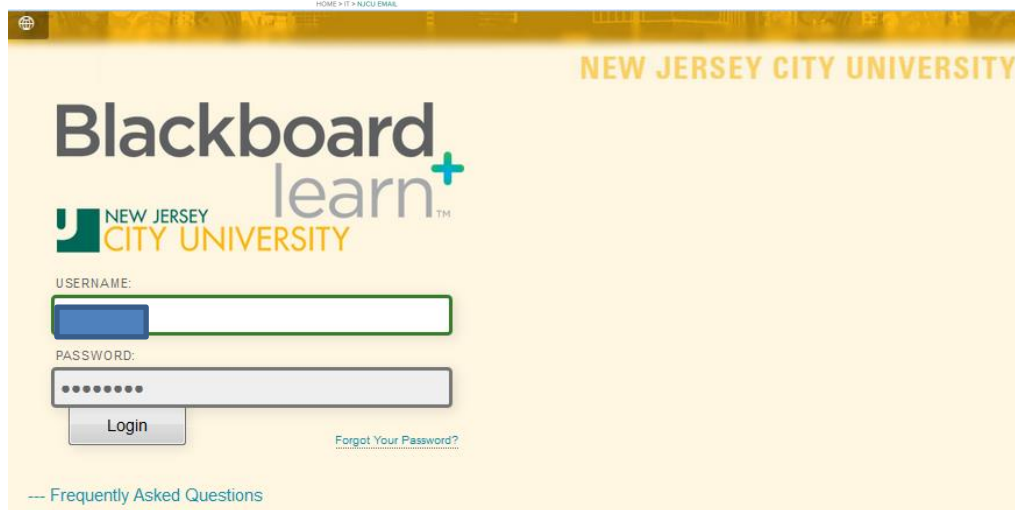 HOME > IT > NJCU EMAIL
NEW JERSEY CITY UNIVERSITY
Blackboard
learn+™
NEW JERSEY
CITY UNIVERSITY
USERNAME:
PASSWORD:
••••••••
Login
Forgot Your Password?
--- Frequently Asked Questions